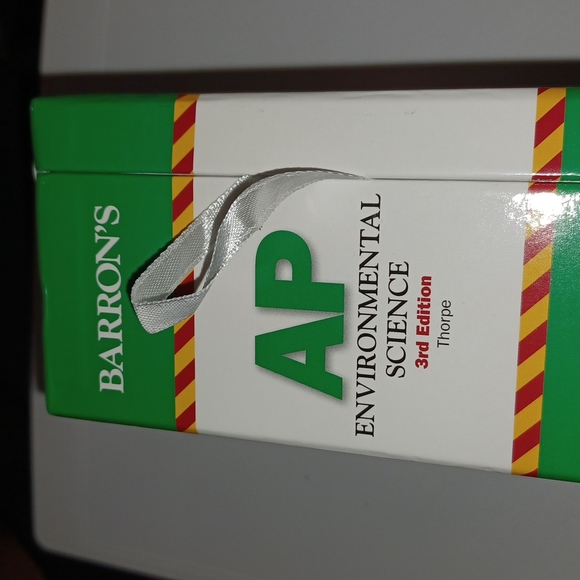 BARRON'S
AP
ENVIRONMENTAL
SCIENCE
3rd Edition
Thorpe